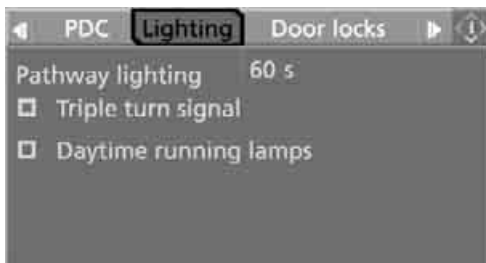 PDC Lighting Door locks
Pathway lighting 60 s
Triple turn signal
Daytime running lamps